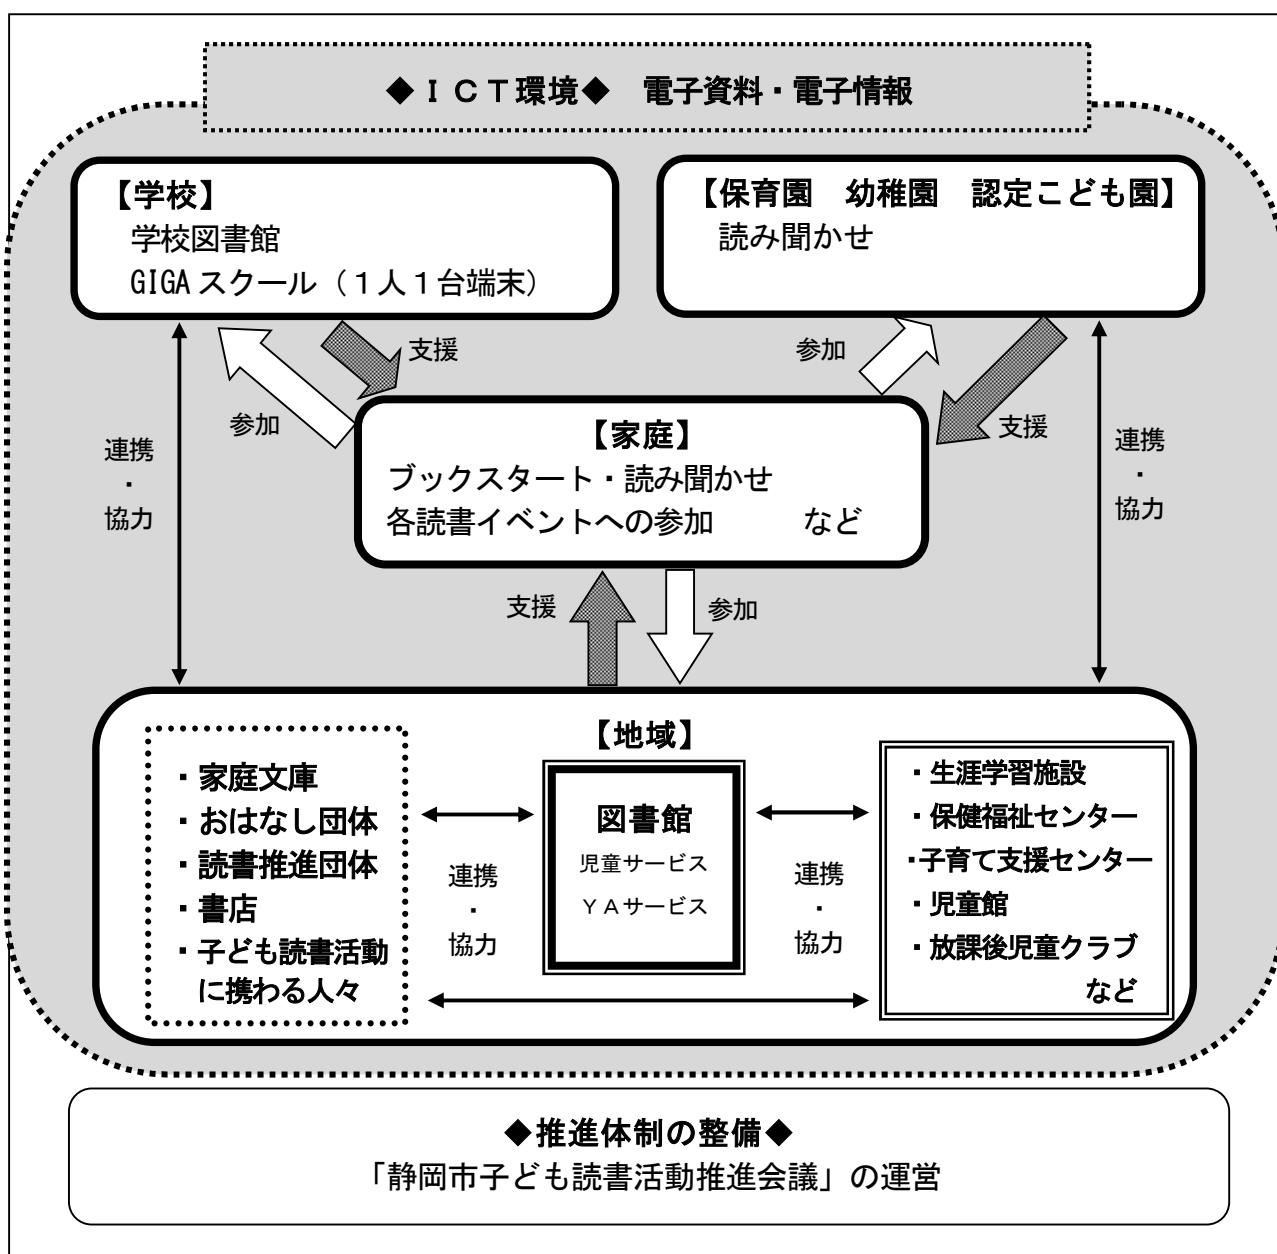 ◆ＩＣＴ環境◆　電子資料・電子情報
【学校】
学校図書館
GIGAスクール（１人１台端末）
【保育園　幼稚園　認定こども園】
読み聞かせ
支援
参加
参加
支援
連携
・
協力
連携
・
協力
【家庭】
ブックスタート・読み聞かせ
各読書イベントへの参加　　　など
支援
参加
【地域】
・家庭文庫
・おはなし団体
・読書推進団体
・書店
・子ども読書活動
に携わる人々
連携
・
協力
図書館
児童サービス
ＹＡサービス
連携
・
協力
・生涯学習施設
・保健福祉センター
・子育て支援センター
・児童館
・放課後児童クラブ
など
◆推進体制の整備◆
「静岡市子ども読書活動推進会議」の運営